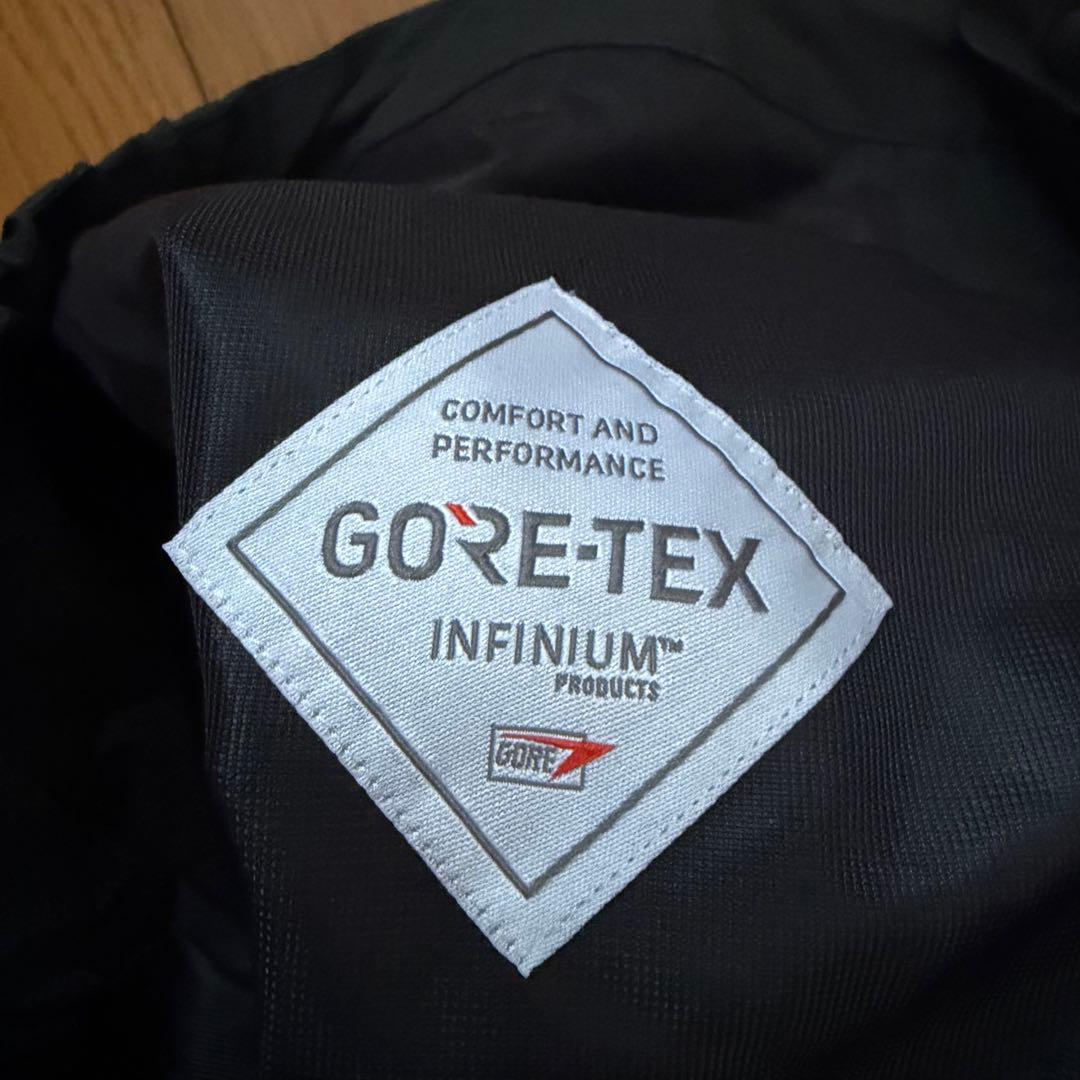 COMFORT AND
PERFORMANCE
GORE-TEX
INFINIUM™
PRODUCTS
GORE